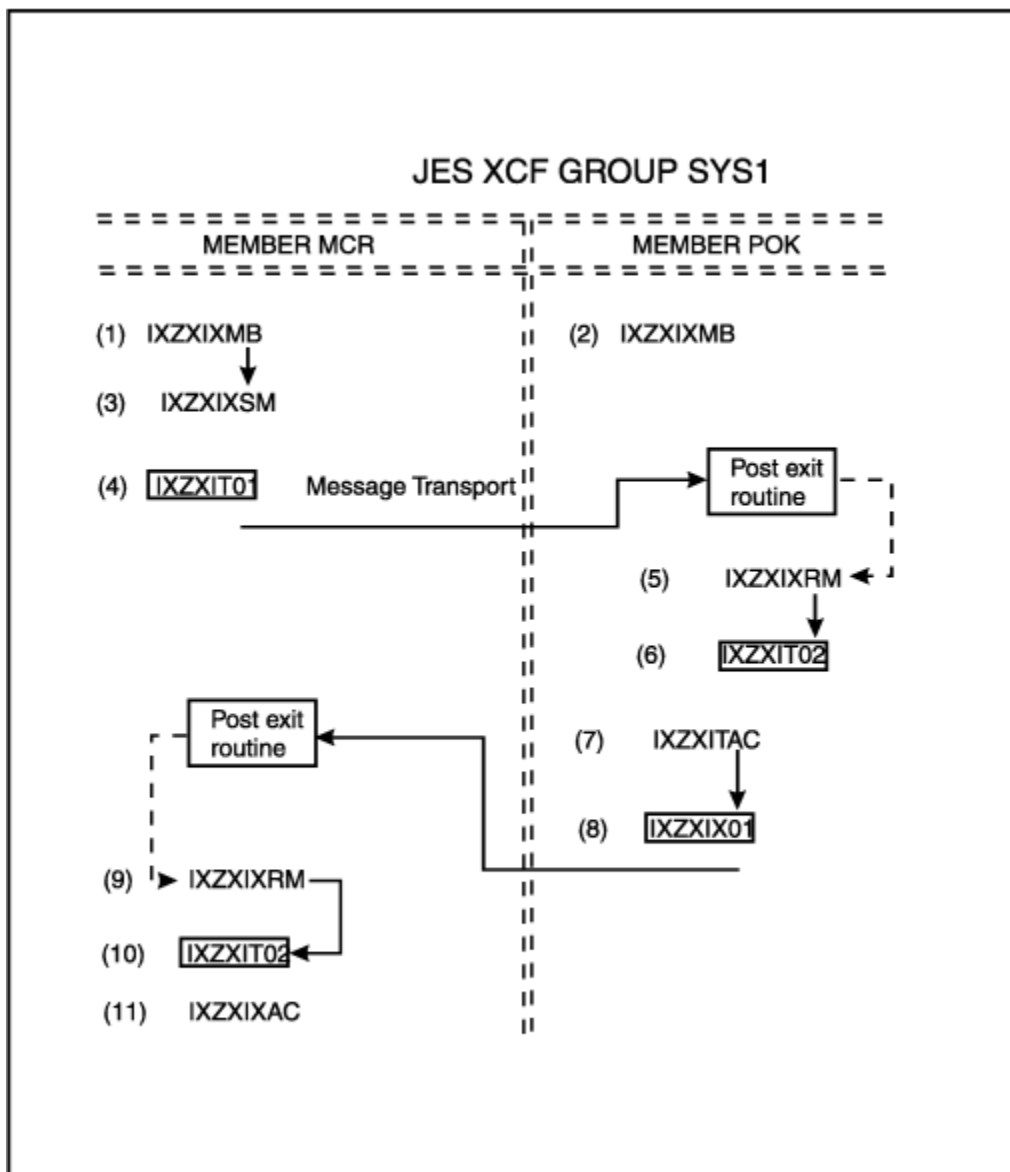 JES XCF GROUP SYS1
MEMBER MCR
MEMBER POK
(1) IXZXIXMB
(2) IXZXIXMB
(3) IXZXIXSM
(4) IXZXIT01
Message Transport
Post exit
routine
(5) IXZXIXRM
(6) IXZXIT02
Post exit
routine
(7) IXZXITAC
(8) IXZXIX01
(9) IXZXIXRM
(10) IXZXIT02
(11) IXZXIXAC